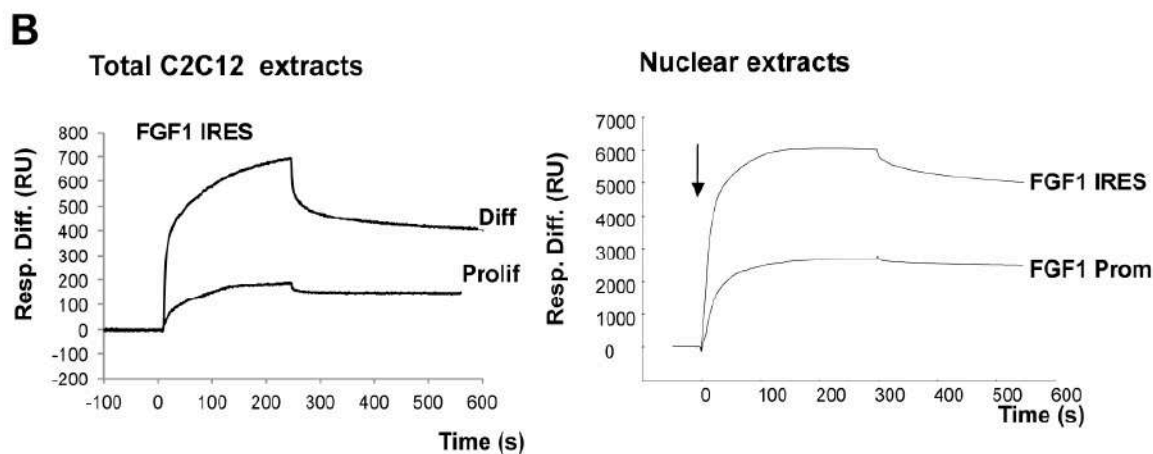 B
Total C2C12 extracts
FGF1 IRES
Resp. Diff. (RU)
800
700
600
500
400
300
200
100
0
-100
-200
Diff
Prolif
-100 0 100 200 300 400 500 600
Time (s)
Nuclear extracts
Resp. Diff. (RU)
7000
6000
5000
4000
3000
2000
1000
0
FGF1 IRES
FGF1 Prom
0 100 200 300 400 500 600
Time (s)